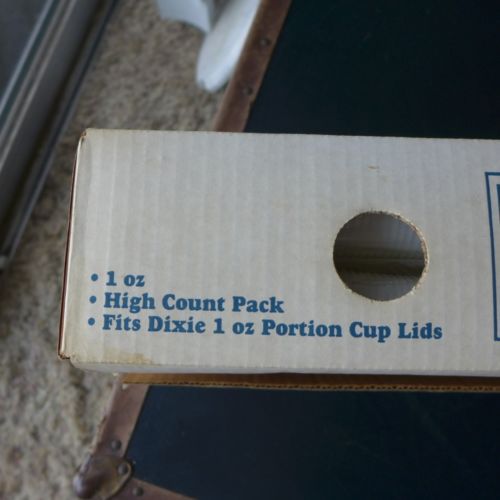 • 1 oz
• High Count Pack
• Fits Dixie 1 oz Portion Cup Lids